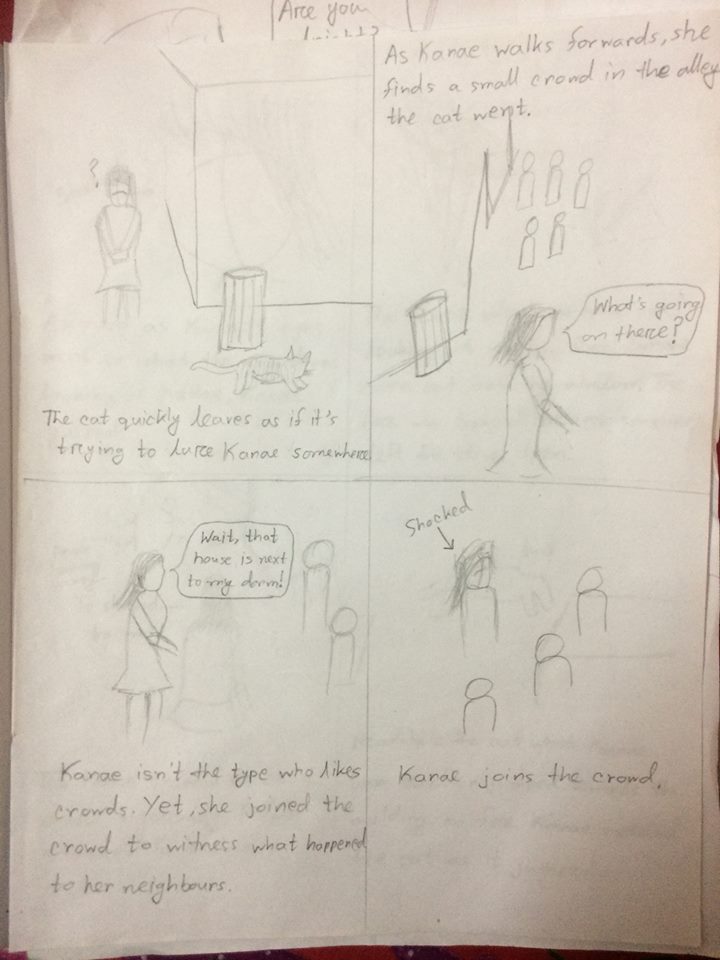 Are you
?
The cat quickly leaves as if it's
trying to lure Kanae somewhere.
As Kanae walks forwards, she
finds a small crowd in the alley
the cat went.
What's going
on there?
Wait, that
house is next
to my dorm!
Kanae isn't the type who likes
crowds. Yet, she joined the
crowd to witness what happened
to her neighbours.
Shocked
Kanae joins the crowd.